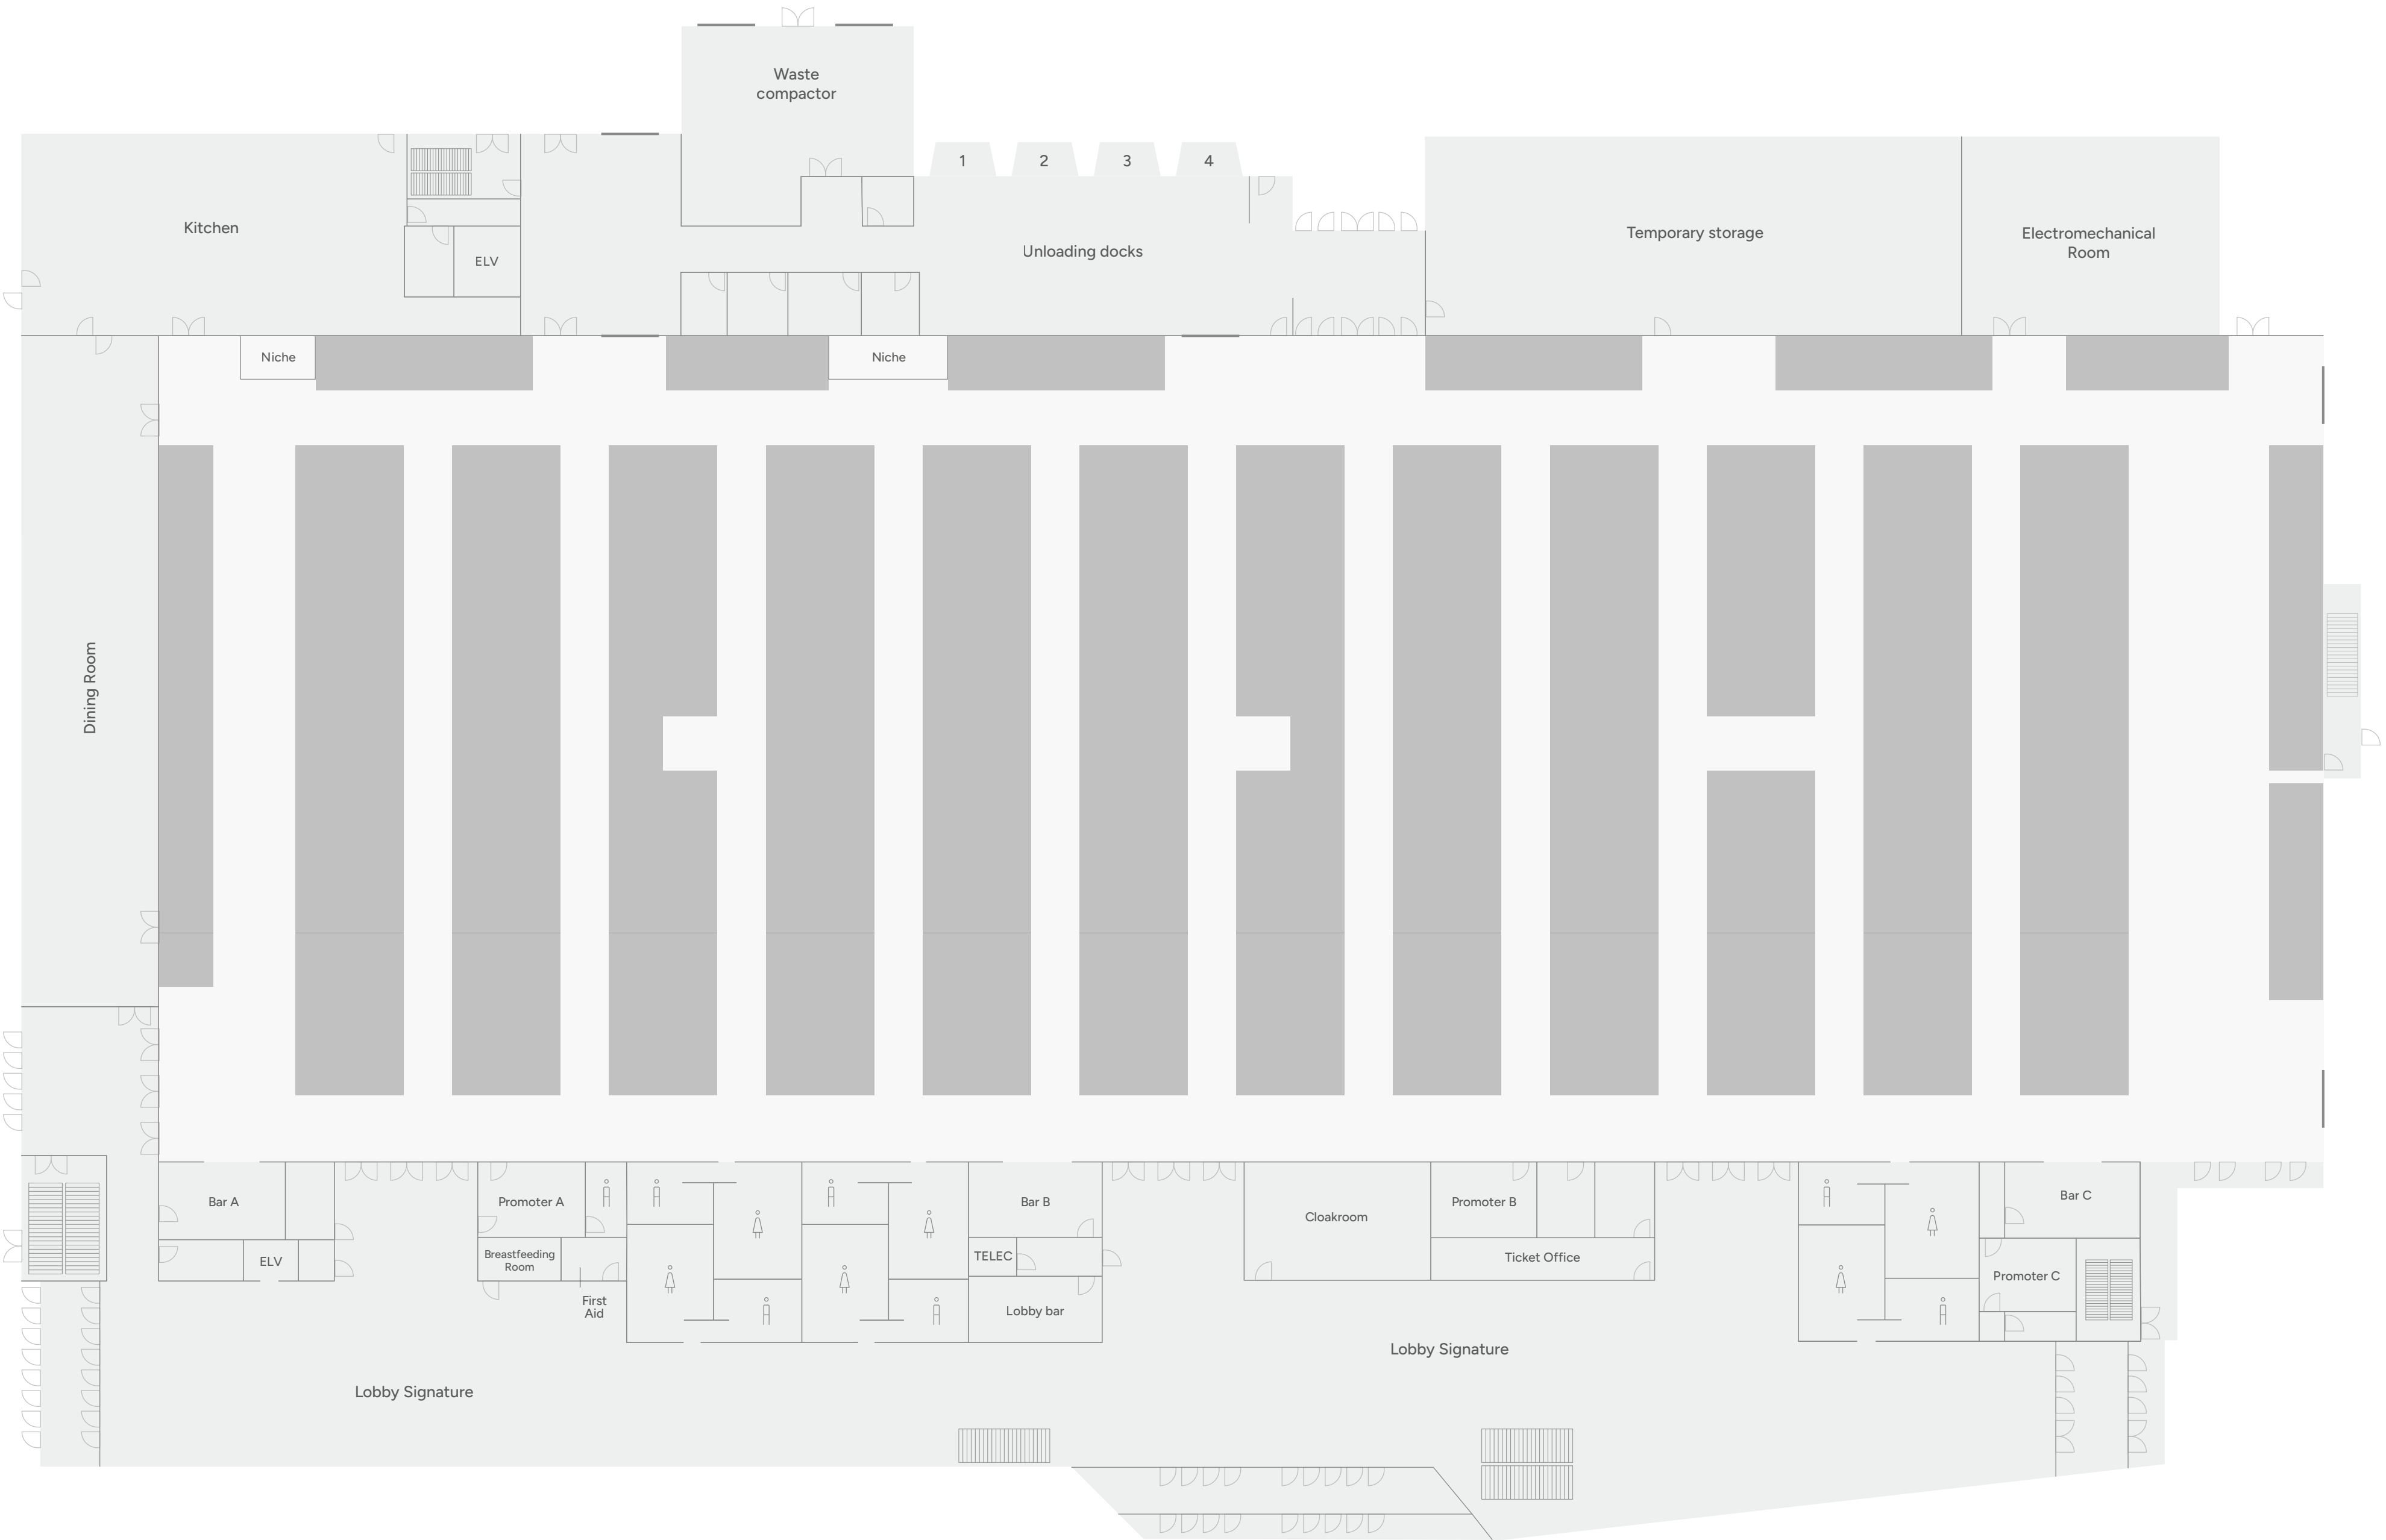 Waste
compactor
1
2
3
4
Kitchen
ELV
Unloading docks
Temporary storage
Electromechanical
Room
Niche
Niche
Dining Room
Bar A
ELV
Promoter A
Breastfeeding
Room
First
Aid
Bar B
TELEC
Lobby bar
Cloakroom
Promoter B
Ticket Office
Bar C
Promoter C
Lobby Signature
Lobby Signature